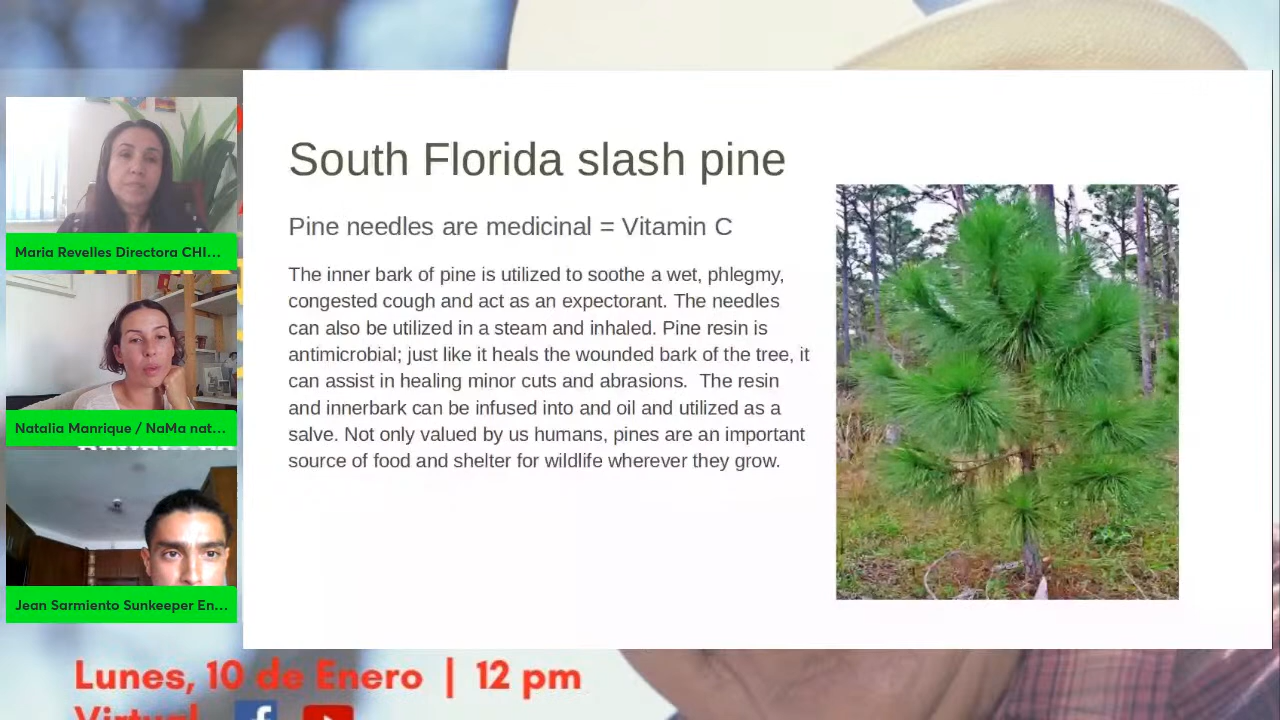 South Florida slash pine
Pine needles are medicinal = Vitamin C
The inner bark of pine is utilized to soothe a wet, phlegmy,
congested cough and act as an expectorant. The needles
can also be utilized in a steam and inhaled. Pine resin is
antimicrobial; just like it heals the wounded bark of the tree, it
can assist in healing minor cuts and abrasions.  The resin
and innerbark can be infused into and oil and utilized as a
salve. Not only valued by us humans, pines are an important
source of food and shelter for wildlife wherever they grow.
Maria Revelles Directora CHI...
Natalia Manrique / NaMa nat...
Jean Sarmiento Sunkeeper En...
Lunes, 10 de Enero | 12 pm
Virtual